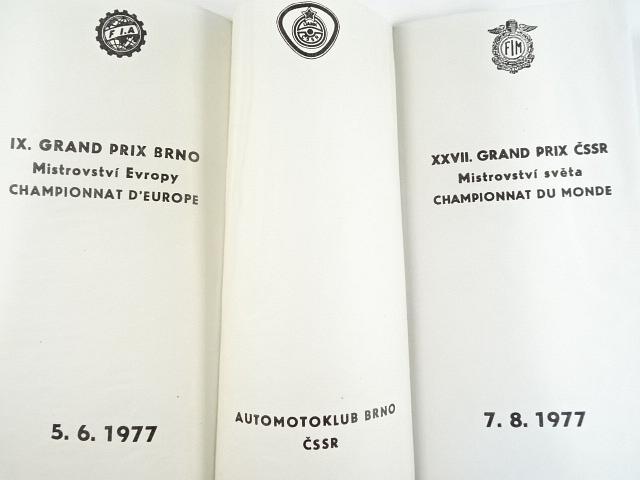 F.I.A
IX. GRAND PRIX BRNO
Mistrovství Evropy
CHAMPIONNAT D'EUROPE
5. 6. 1977
AUTOMOTOKLUB BRNO
ČSSR
FIM
XXVII. GRAND PRIX ČSSR
Mistrovství světa
CHAMPIONNAT DU MONDE
7. 8. 1977